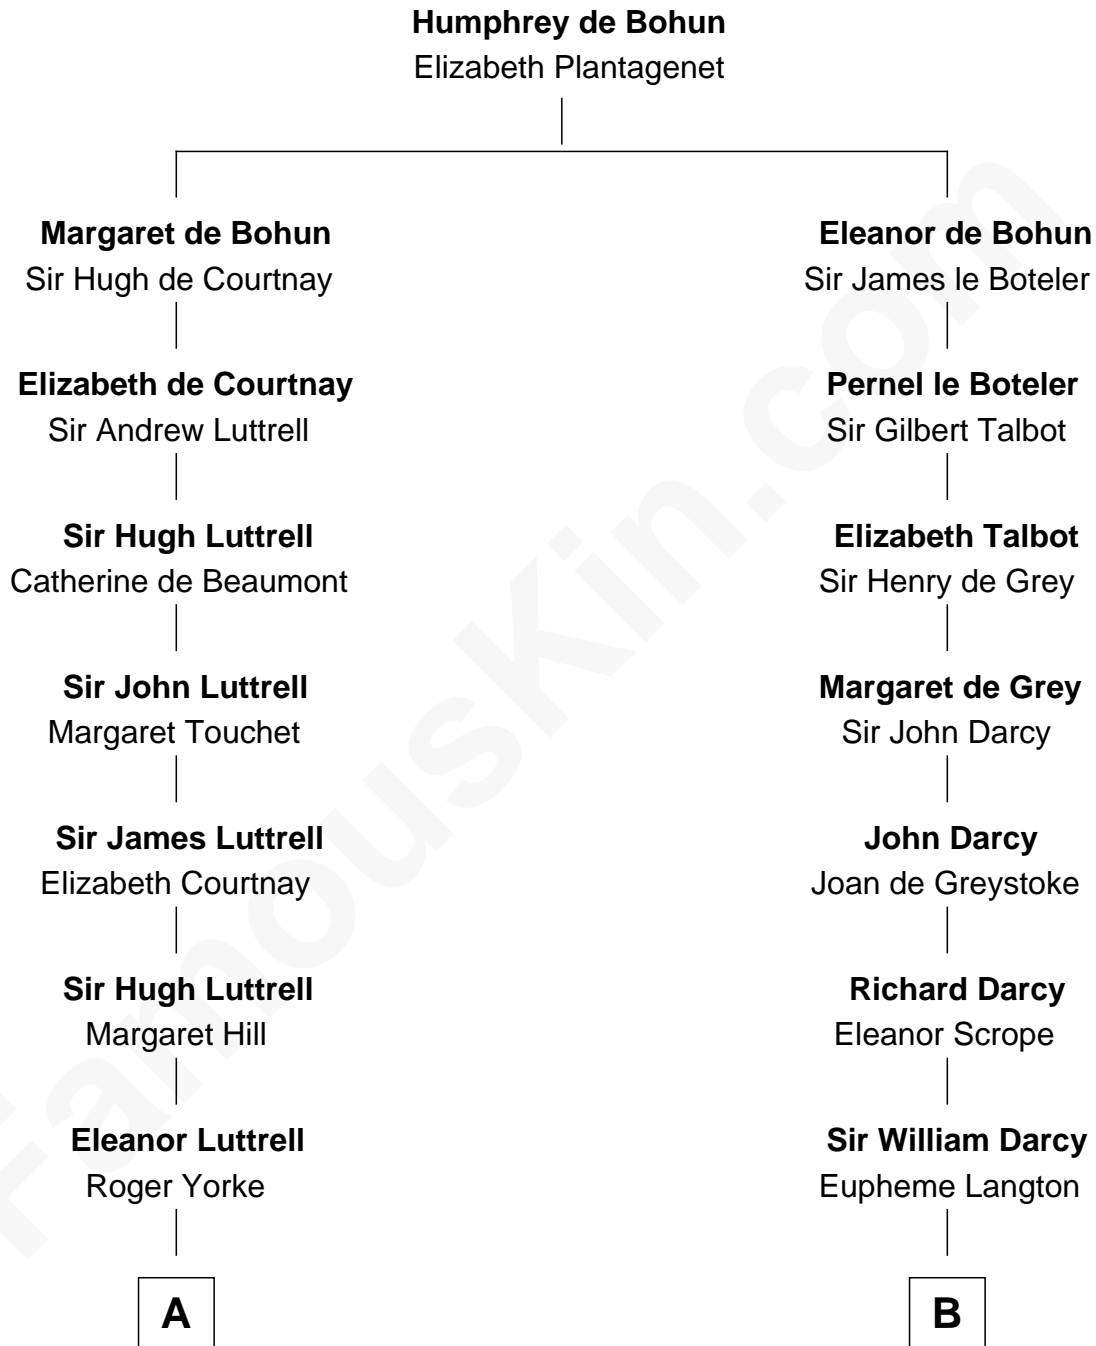 Humphrey de Bohun
Elizabeth Plantagenet
Margaret de Bohun
Sir Hugh de Courtnay
Eleanor de Bohun
Sir James le Boteler
Elizabeth de Courtnay
Sir Andrew Luttrell
Pernel le Boteler
Sir Gilbert Talbot
Sir Hugh Luttrell
Catherine de Beaumont
Elizabeth Talbot
Sir Henry de Grey
Sir John Luttrell
Margaret Touchet
Margaret de Grey
Sir John Darcy
Sir James Luttrell
Elizabeth Courtnay
John Darcy
Joan de Greystoke
Sir Hugh Luttrell
Margaret Hill
Richard Darcy
Eleanor Scrope
Eleanor Luttrell
Roger Yorke
Sir William Darcy
Eupheme Langton
A
B
FamousKin.com